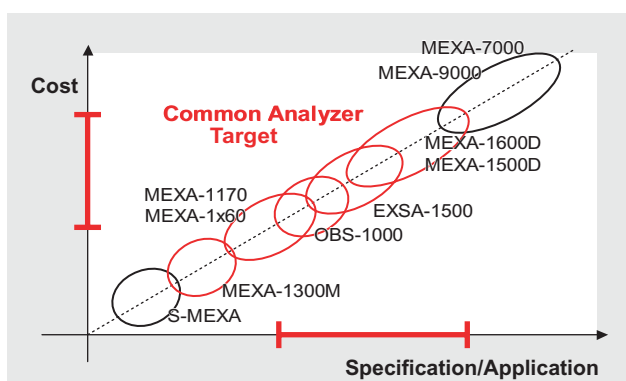 MEXA-7000
MEXA-9000
Cost
Common Analyzer
Target
MEXA-1600D
MEXA-1500D
MEXA-1170
MEXA-1x60
EXSA-1500
OBS-1000
MEXA-1300M
S-MEXA
Specification/Application